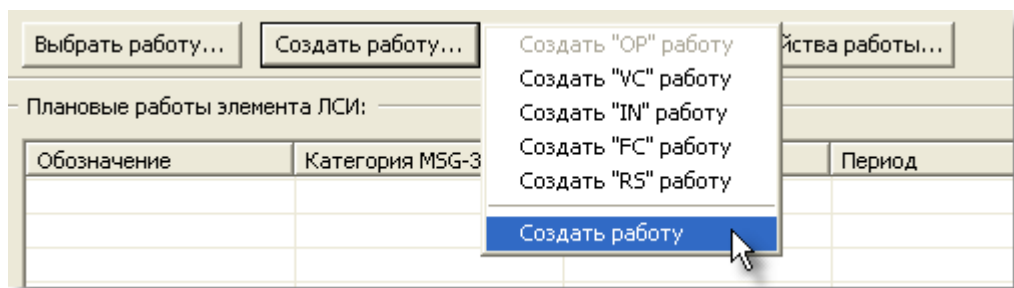 Выбрать работу... Создать работу... йства работы...
Создать "OP" работу
Создать "VC" работу
Создать "IN" работу
Создать "FC" работу
Создать "RS" работу
Создать работу
Плановые работы элемента ЛСИ:
Обозначение Категория MSG-3 Период